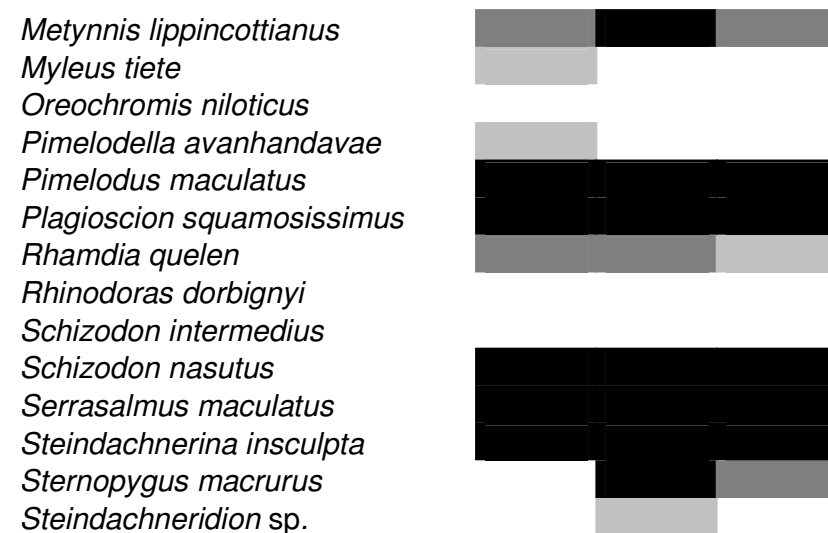 Metynnis lippincottianus
Myleus tiete
Oreochromis niloticus
Pimelodella avanhandavae
Pimelodus maculatus
Plagioscion squamosissimus
Rhamdia quelen
Rhinodoras dorbignyi
Schizodon intermedius
Schizodon nasutus
Serrasalmus maculatus
Steindachnerina insculpta
Sternopygus macrurus
Steindachneridion sp.